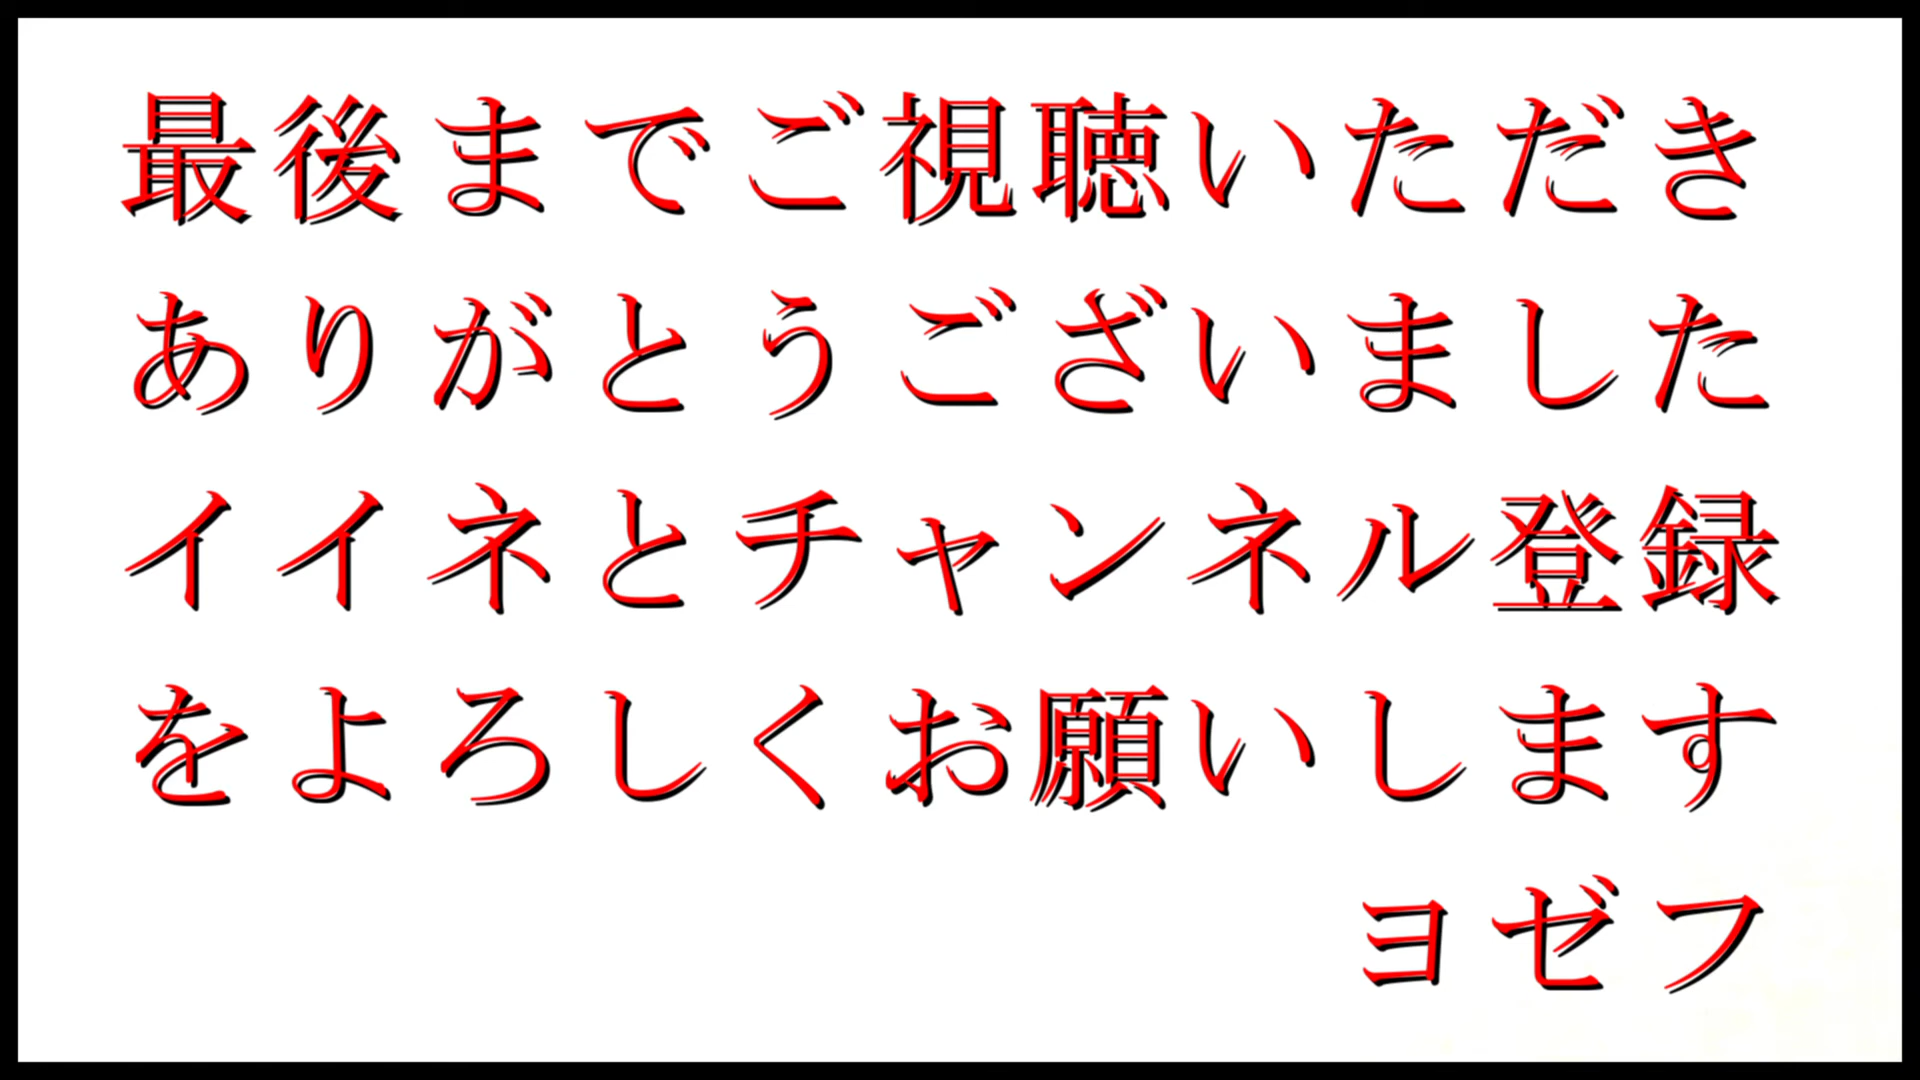 最後までご視聴いただき
ありがとうございました
イイネとチャンネル登録
をよろしくお願いします
ヨゼフ